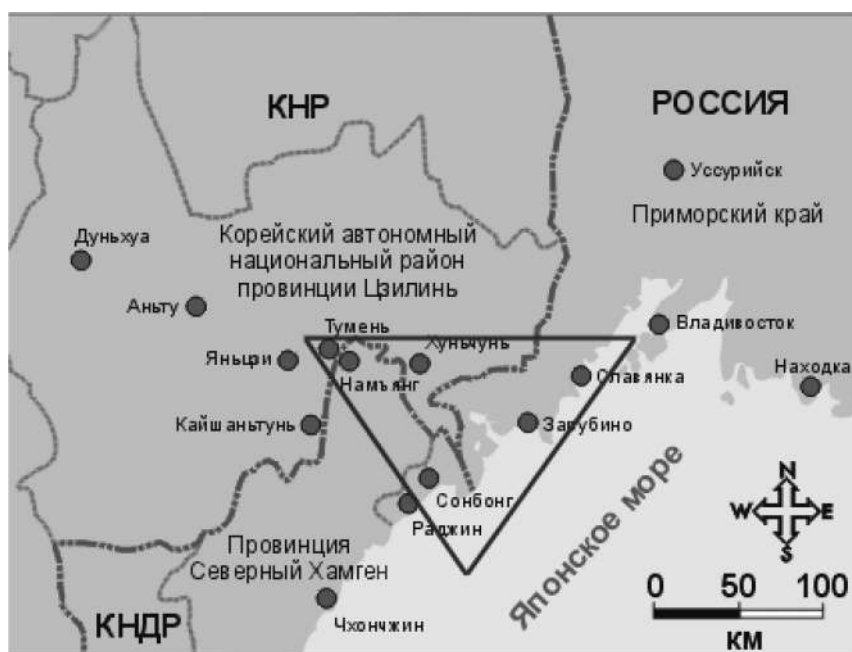 КНР
РОССИЯ
Уссурийск
Приморский край
Дуньхуа
Корейский автономный
национальный район
провинции Цзилинь
Аньту
Тумень
Хуньчунь
Владивосток
Яньцзи
Намъянг
Славянка
Находка
Кайшаньтунь
Зарубино
Сонбонг
Раджин
Японское море
N
W E
S
Провинция
Северный Хамген
0 50 100
КМ
КНДР
Чхончжин